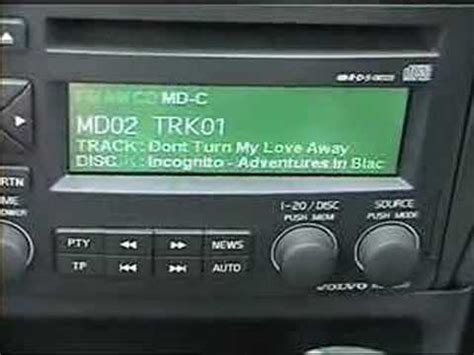 MD-C
MD02 TRK01
TRACK : Dont Turn My Love Away
DISC : Incognito - Adventures In Blac
RTN
1-20 / DISC
PUSH MEM
SOURCE
PUSH MODE
PTY
NEWS
TP
AUTO
VOLVO